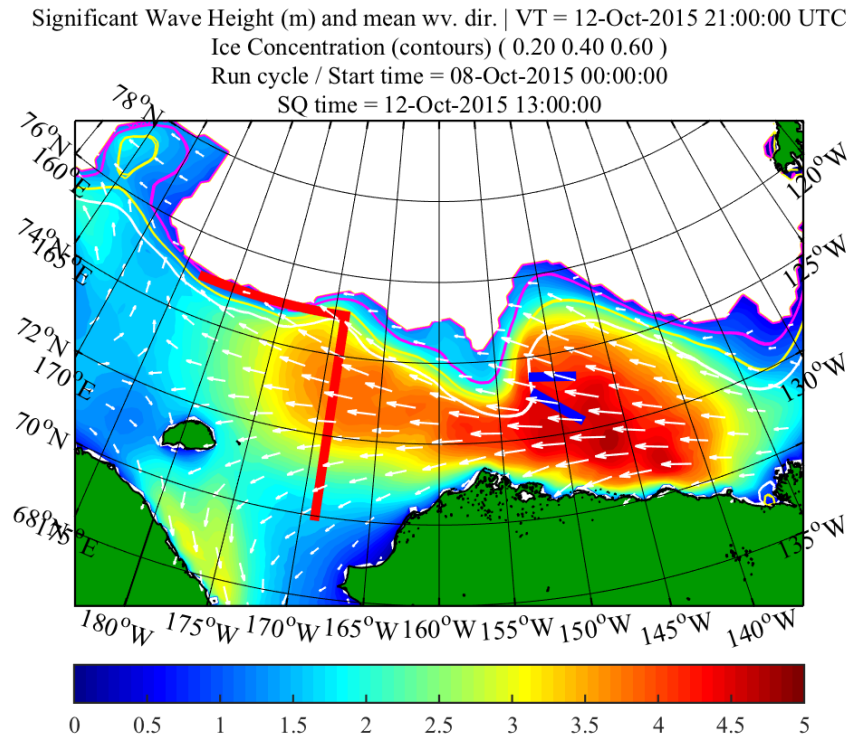 Significant Wave Height (m) and mean wv. dir. | VT = 12-Oct-2015 21:00:00 UTC
Ice Concentration (contours) ( 0.20 0.40 0.60 )
Run cycle / Start time = 08-Oct-2015 00:00:00
SQ time = 12-Oct-2015 13:00:00
78°N
76°N
160°E
120°W
74°N
165°E
125°W
72°N
170°E
130°W
70°N
68°N
175°E
135°W
180°W 175°W 170°W 165°W 160°W 155°W 150°W 145°W 140°W
0 0.5 1 1.5 2 2.5 3 3.5 4 4.5 5